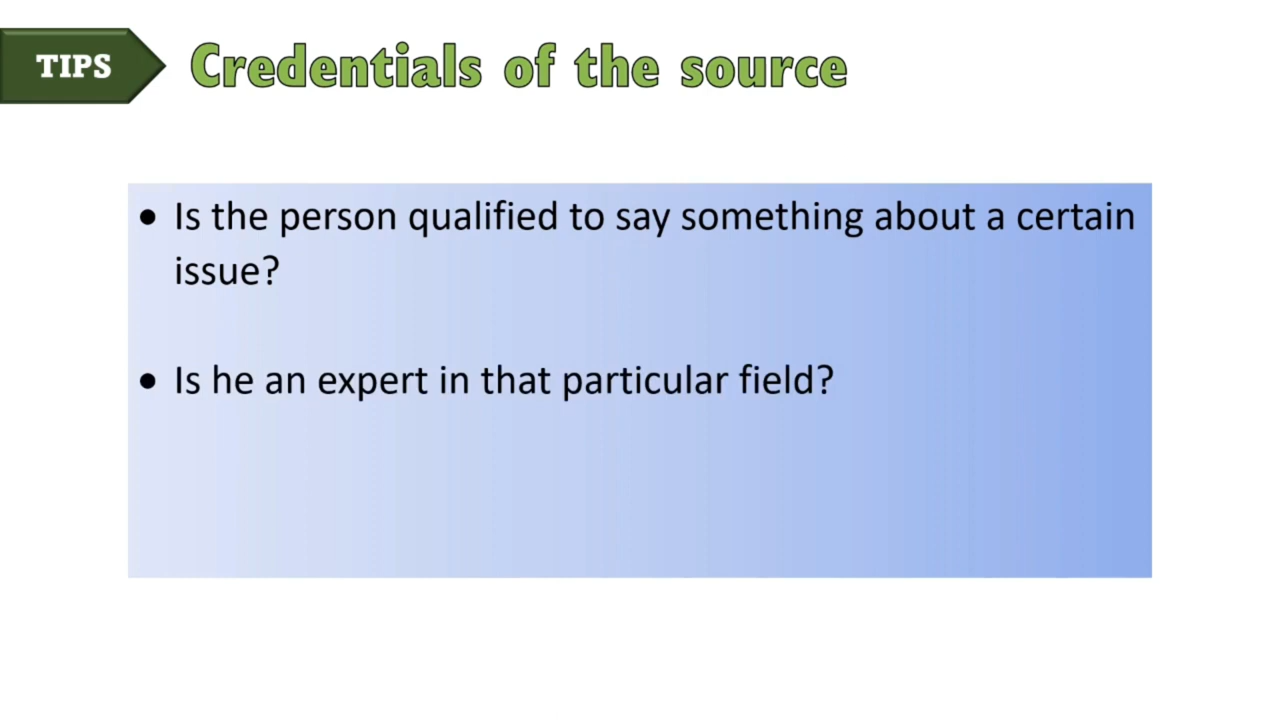 TIPS
Credentials of the source
• Is the person qualified to say something about a certain
issue?
• Is he an expert in that particular field?